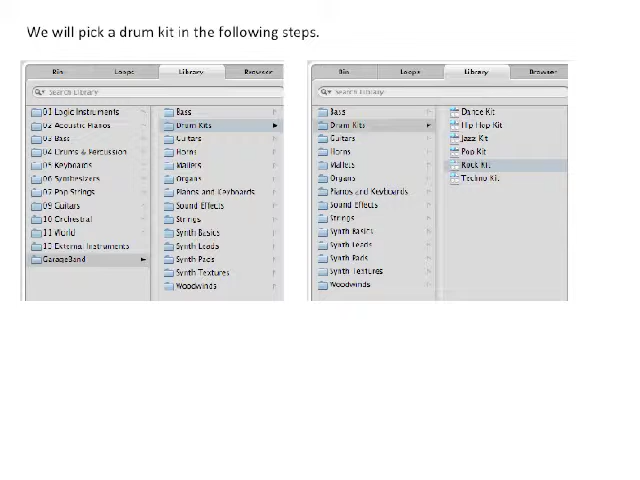 We will pick a drum kit in the following steps.
Bin Loops Library Browser
Search Library
01 Logic Instruments
02 Acoustic Pianos
03 Bass
04 Drums & Percussion
05 Keyboards
06 Synthesizers
07 Pop Strings
09 Guitars
10 Orchestral
11 World
13 External Instruments
GarageBand
Bass
Drum Kits
Guitars
Horns
Mallets
Organs
Pianos and Keyboards
Sound Effects
Strings
Synth Basics
Synth Leads
Synth Pads
Synth Textures
Woodwinds
Bin Loops Library Browser
Search Library
Bass
Drum Kits
Guitars
Horns
Mallets
Organs
Pianos and Keyboards
Sound Effects
Strings
Synth Basics
Synth Leads
Synth Pads
Synth Textures
Woodwinds
Dance Kit
Hip Hop Kit
Jazz Kit
Pop Kit
Rock Kit
Techno Kit